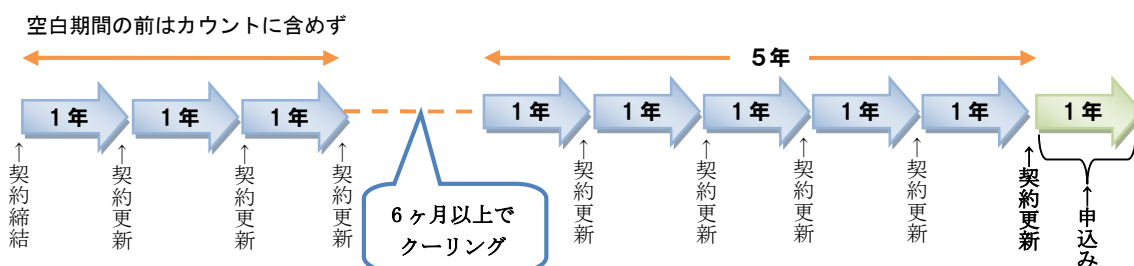 空白期間の前はカウントに含めず
5年
1年
1年
1年
1年
1年
1年
1年
1年
1年
←契約締結
←契約更新
←契約更新
←契約更新
6ヶ月以上で
クーリング
←契約更新
←契約更新
←契約更新
←契約更新
←契約更新
←申込み